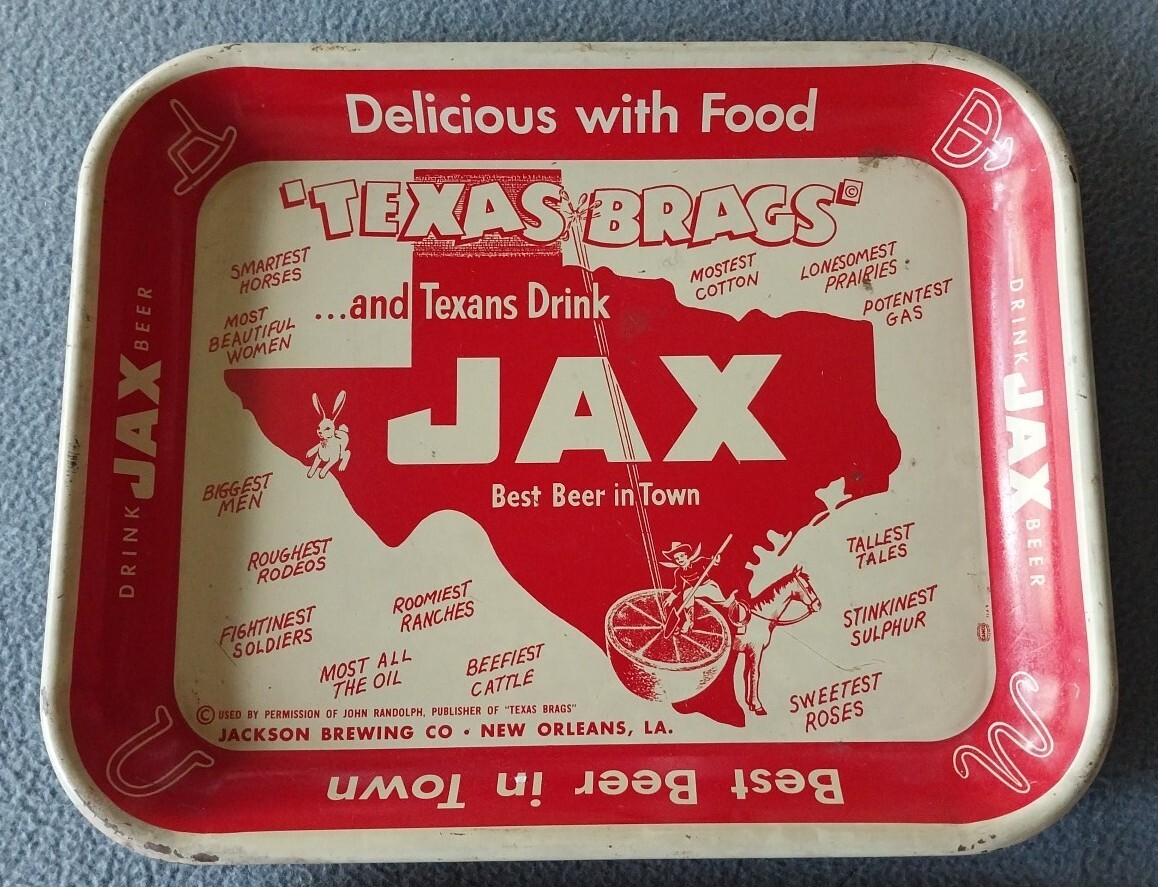 Delicious with Food
"TEXAS BRAGS" ©
SMARTEST
HORSES
MOSTEST
COTTON
LONESOMEST
PRAIRIES
POTENTEST
GAS
...and Texans Drink
MOST
BEAUTIFUL
WOMEN
JAX
Best Beer in Town
BIGGEST
MEN
ROUGHEST
RODEOS
TALLEST
TALES
ROOMIEST
RANCHES
FIGHTINEST
SOLDIERS
STINKINEST
SULPHUR
MOST ALL
THE OIL
BEEFIEST
CATTLE
SWEETEST
ROSES
© USED BY PERMISSION OF JOHN RANDOLPH, PUBLISHER OF "TEXAS BRAGS"
JACKSON BREWING CO • NEW ORLEANS, LA.
DRINK JAX BEER
DRINK JAX BEER
Best Beer in Town